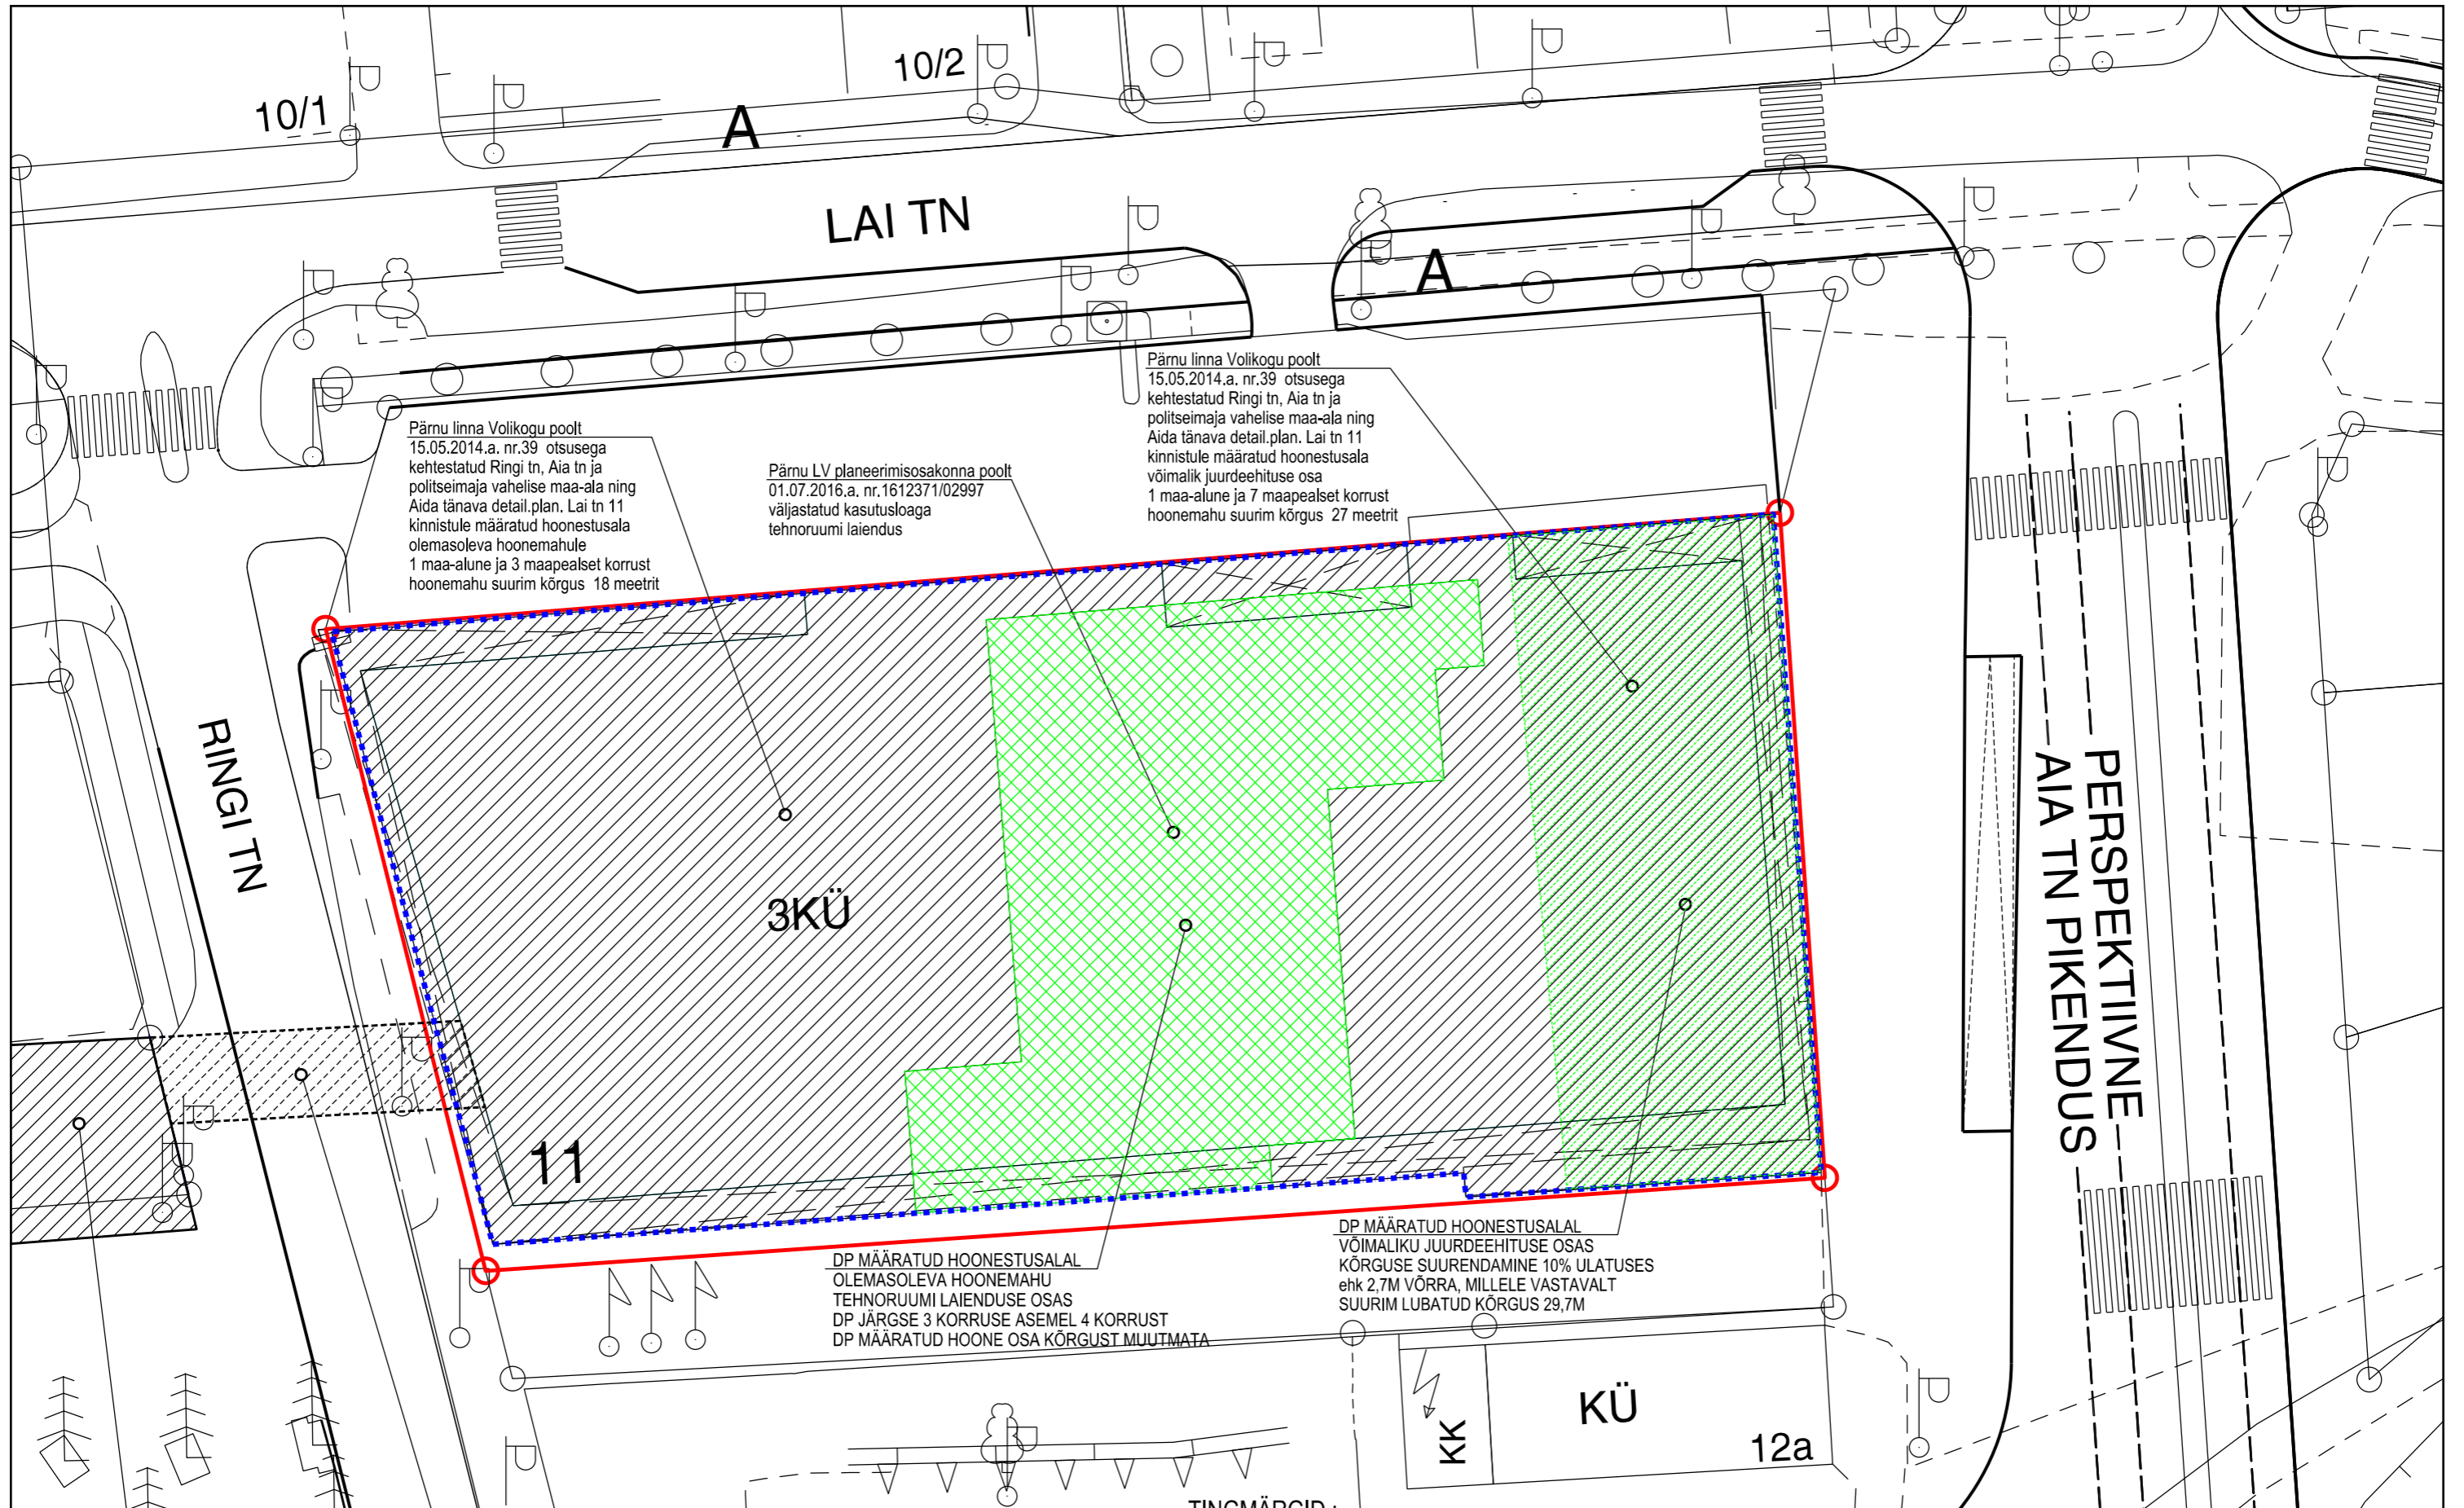 10/1
10/2
A
LAI TN
A
Pärnu linna Volikogu poolt
15.05.2014.a. nr.39 otsusega
kehtestatud Ringi tn, Aia tn ja
politseimaja vahelise maa-ala ning
Aida tänava detail.plan. Lai tn 11
kinnistule määratud hoonestusala
võimalik juurdeehituse osa
1 maa-alune ja 7 maapealset korrust
hoonemahu suurim kõrgus 27 meetrit
Pärnu linna Volikogu poolt
15.05.2014.a. nr.39 otsusega
kehtestatud Ringi tn, Aia tn ja
politseimaja vahelise maa-ala ning
Aida tänava detail.plan. Lai tn 11
kinnistule määratud hoonestusala
olemasoleva hoonemahule
1 maa-alune ja 3 maapealset korrust
hoonemahu suurim kõrgus 18 meetrit
Pärnu LV planeerimisosakonna poolt
01.07.2016.a. nr.1612371/02997
väljastatud kasutusloaga
tehnoruumi laiendus
RINGI TN
3KÜ
PERSPEKTIIVNE
AIA TN PIKENDUS
11
DP MÄÄRATUD HOONESTUSALAL
OLEMASOLEVA HOONEMAHU
TEHNORUUMI LAIENDUSE OSAS
DP JÄRGSE 3 KORRUSE ASEMEL 4 KORRUST
DP MÄÄRATUD HOONE OSA KÕRGUST MUUTMATA
DP MÄÄRATUD HOONESTUSALAL
VÕIMALIKU JUURDEEHITUSE OSAS
KÕRGUSE SUURENDAMINE 10% ULATUSES
ehk 2,7M VÕRRA, MILLELE VASTAVALT
SUURIM LUBATUD KÕRGUS 29,7M
KK
KÜ
12a
TINGMÄRGID :